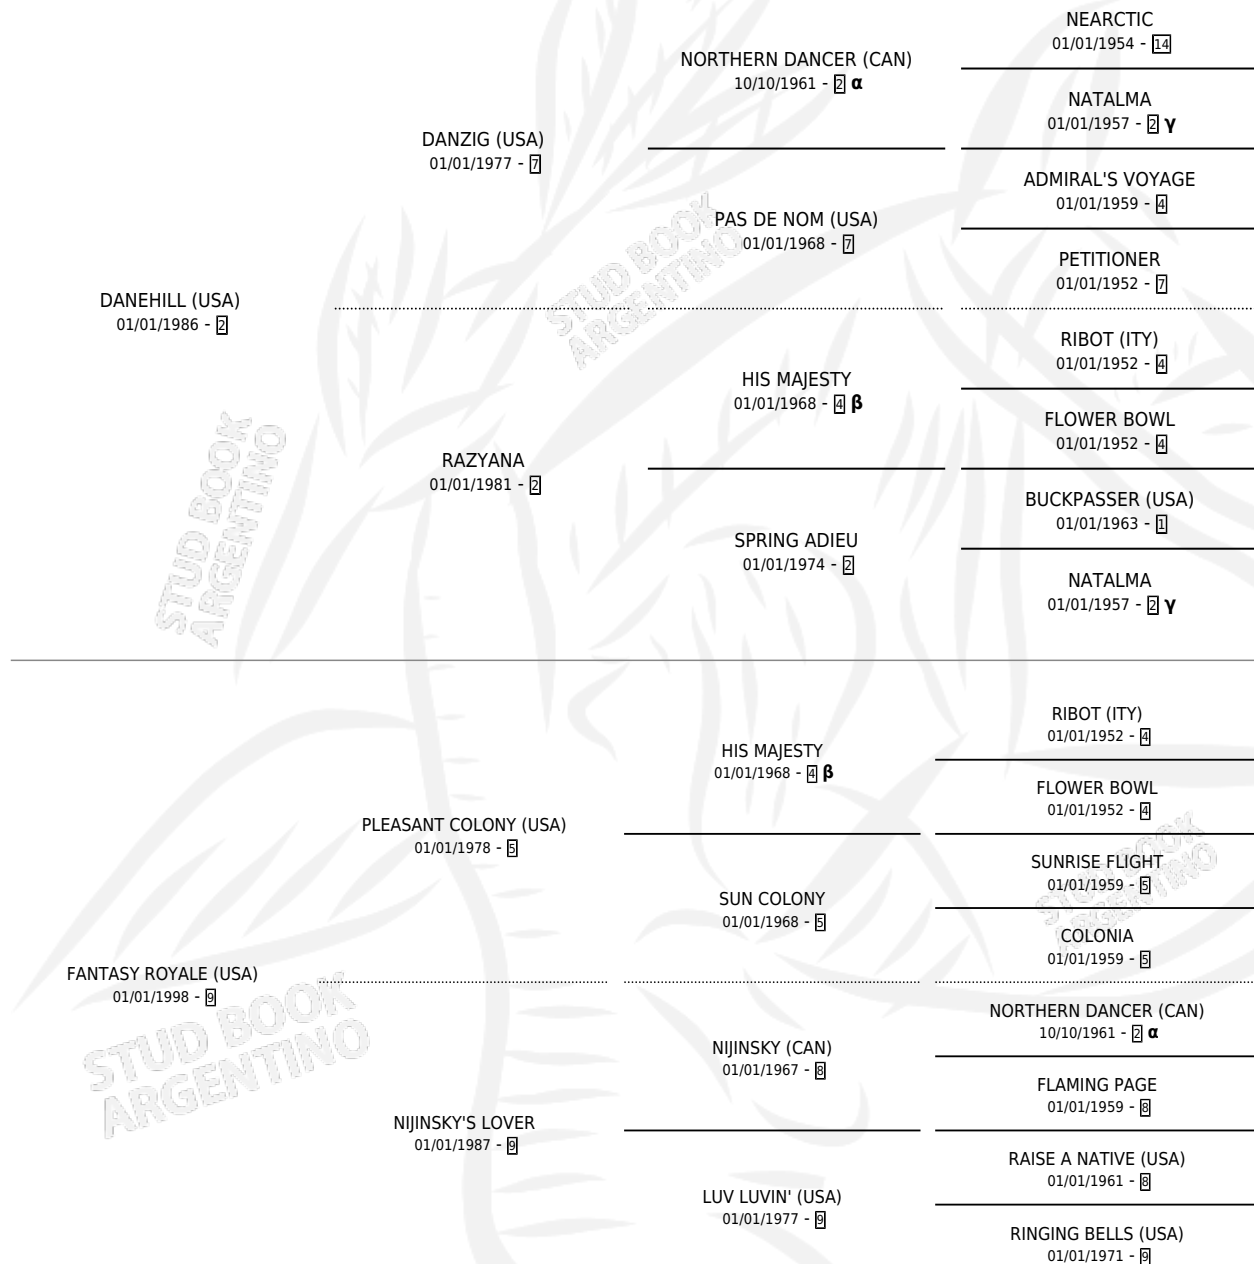 NEARCTIC
01/01/1954 - 14
NORTHERN DANCER (CAN)
10/10/1961 - 2 α
NATALMA
01/01/1957 - 2 γ
DANZIG (USA)
01/01/1977 - 7
ADMIRAL'S VOYAGE
01/01/1959 - 4
PAS DE NOM (USA)
01/01/1968 - 7
PETITIONER
01/01/1952 - 7
DANEHILL (USA)
01/01/1986 - 2
RIBOT (ITY)
01/01/1952 - 4
HIS MAJESTY
01/01/1968 - 4 β
FLOWER BOWL
01/01/1952 - 4
RAZYANA
01/01/1981 - 2
BUCKPASSER (USA)
01/01/1963 - 1
SPRING ADIEU
01/01/1974 - 2
NATALMA
01/01/1957 - 2 γ
RIBOT (ITY)
01/01/1952 - 4
HIS MAJESTY
01/01/1968 - 4 β
FLOWER BOWL
01/01/1952 - 4
PLEASANT COLONY (USA)
01/01/1978 - 5
SUNRISE FLIGHT
01/01/1959 - 5
SUN COLONY
01/01/1968 - 5
COLONIA
01/01/1959 - 5
FANTASY ROYALE (USA)
01/01/1998 - 9
NORTHERN DANCER (CAN)
10/10/1961 - 2 α
NIJINSKY (CAN)
01/01/1967 - 8
FLAMING PAGE
01/01/1959 - 8
NIJINSKY'S LOVER
01/01/1987 - 9
RAISE A NATIVE (USA)
01/01/1961 - 8
LUV LUVIN' (USA)
01/01/1977 - 9
RINGING BELLS (USA)
01/01/1971 - 9
STUD BOOK
ARGENTINO
STUD BOOK
ARGENTINO
STUD BOOK
ARGENTINO
STUD BOOK
ARGENTINO